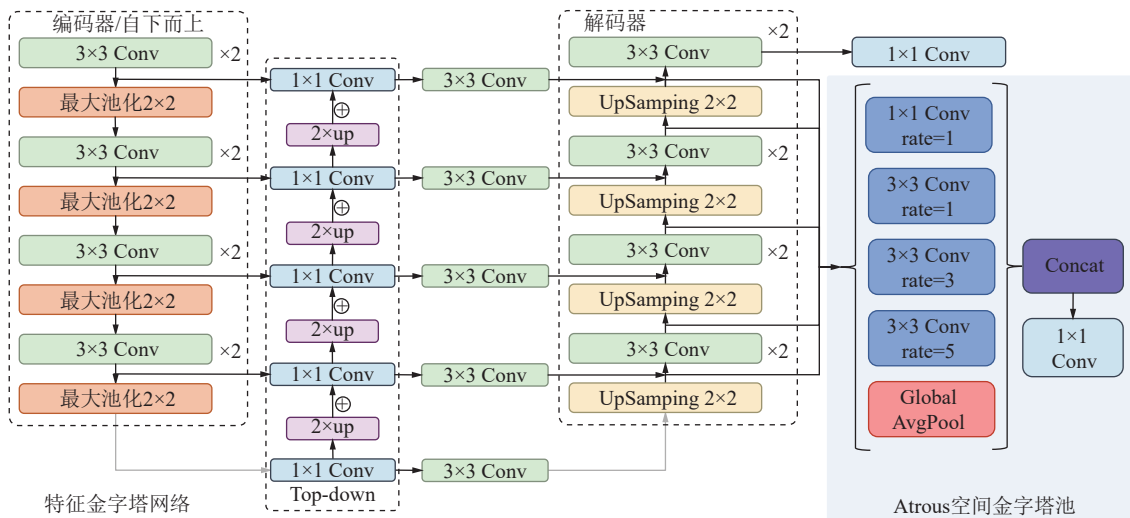 编码器/自下而上
3×3 Conv
×2
最大池化2×2
3×3 Conv
×2
最大池化2×2
3×3 Conv
×2
最大池化2×2
3×3 Conv
×2
最大池化2×2
特征金字塔网络
1×1 Conv
⊕
2×up
1×1 Conv
⊕
2×up
1×1 Conv
⊕
2×up
1×1 Conv
⊕
2×up
1×1 Conv
Top-down
3×3 Conv
3×3 Conv
3×3 Conv
3×3 Conv
3×3 Conv
解码器
×2
3×3 Conv
UpSamping 2×2
3×3 Conv
×2
UpSamping 2×2
3×3 Conv
×2
UpSamping 2×2
3×3 Conv
×2
UpSamping 2×2
1×1 Conv
1×1 Conv
rate=1
3×3 Conv
rate=1
3×3 Conv
rate=3
3×3 Conv
rate=5
Global
AvgPool
Concat
1×1
Conv
Atrous空间金字塔池